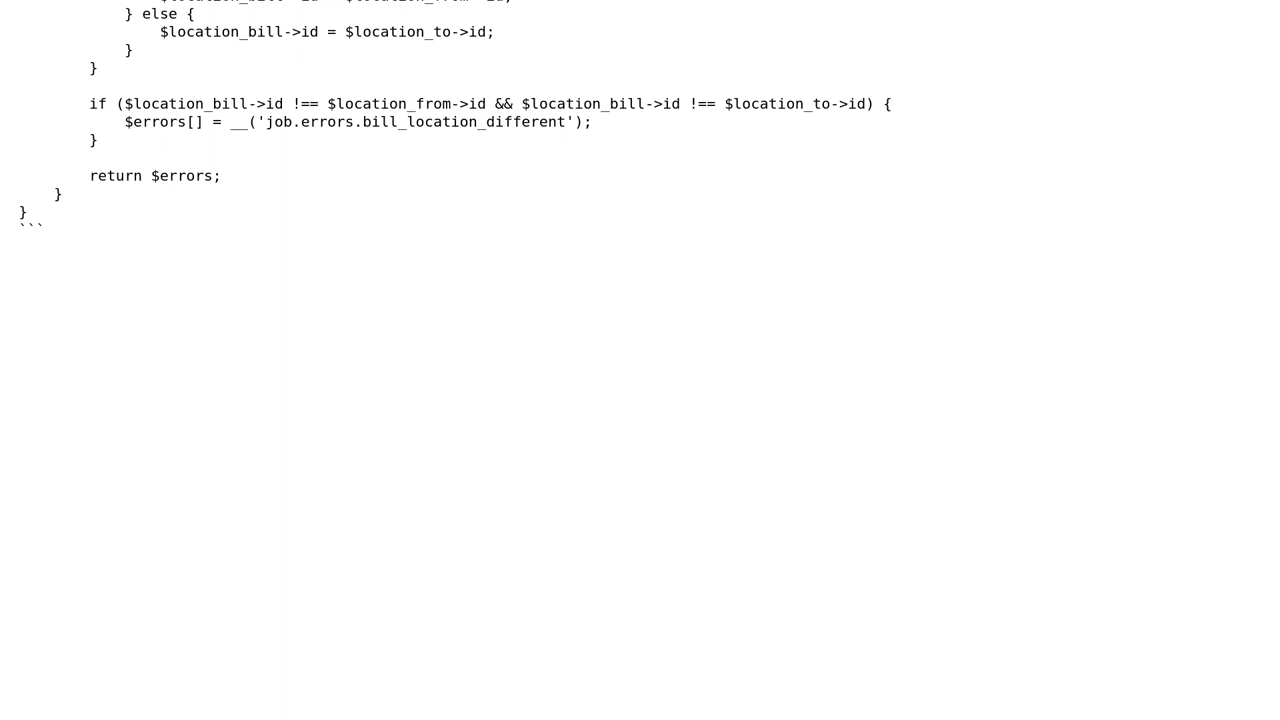 } else {
$location_bill->id = $location_to->id;
}
}
if ($location_bill->id !== $location_from->id && $location_bill->id !== $location_to->id) {
$errors[] = __('job.errors.bill_location_different');
}
return $errors;
}
}
```